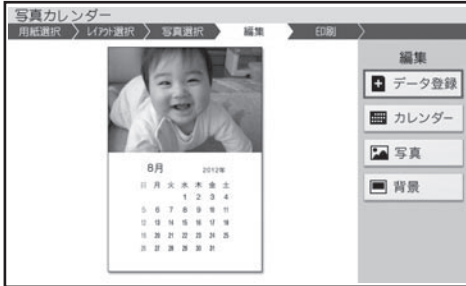 写真カレンダー
用紙選択 レイアウト選択 写真選択 編集 印刷
編集
データ登録
カレンダー
写真
背景
8月 2012年
日 月 火 水 木 金 土
1 2 3 4
5 6 7 8 9 10 11
12 13 14 15 16 17 18
19 20 21 22 23 24 25
26 27 28 29 30 31